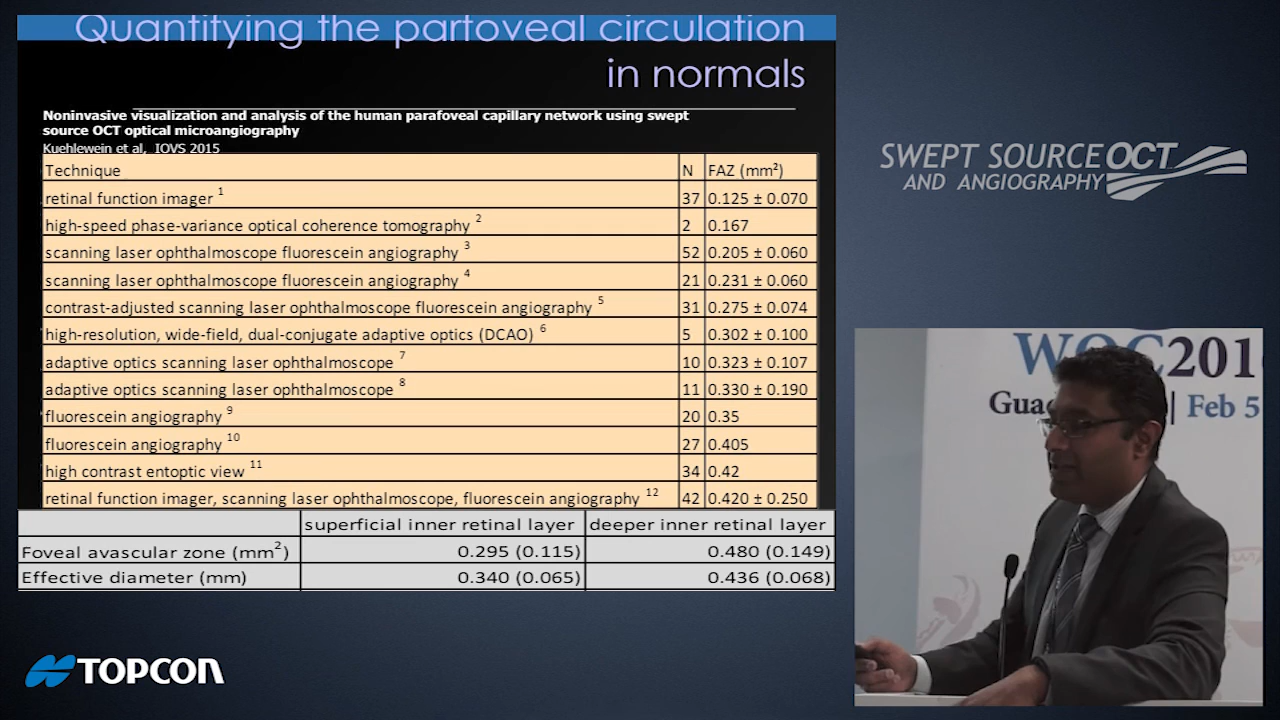 Quantifying the parfoveal circulation
in normals
Noninvasive visualization and analysis of the human parafoveal capillary network using swept
source OCT optical microangiography
Kuehlewein et al, IOVS 2015
Technique N FAZ (mm²)
retinal function imager 1 37 0.125 ± 0.070
high-speed phase-variance optical coherence tomography 2 2 0.167
scanning laser ophthalmoscope fluorescein angiography 3 52 0.205 ± 0.060
scanning laser ophthalmoscope fluorescein angiography 4 21 0.231 ± 0.060
contrast-adjusted scanning laser ophthalmoscope fluorescein angiography 5 31 0.275 ± 0.074
high-resolution, wide-field, dual-conjugate adaptive optics (DCAO) 6 5 0.302 ± 0.100
adaptive optics scanning laser ophthalmoscope 7 10 0.323 ± 0.107
adaptive optics scanning laser ophthalmoscope 8 11 0.330 ± 0.190
fluorescein angiography 9 20 0.35
fluorescein angiography 10 27 0.405
high contrast entoptic view 11 34 0.42
retinal function imager, scanning laser ophthalmoscope, fluorescein angiography 12 42 0.420 ± 0.250
superficial inner retinal layer deeper inner retinal layer
Foveal avascular zone (mm²) 0.295 (0.115) 0.480 (0.149)
Effective diameter (mm) 0.340 (0.065) 0.436 (0.068)
TOPCON
SWEPT SOURCE OCT
AND ANGIOGRAPHY
201
Feb 5